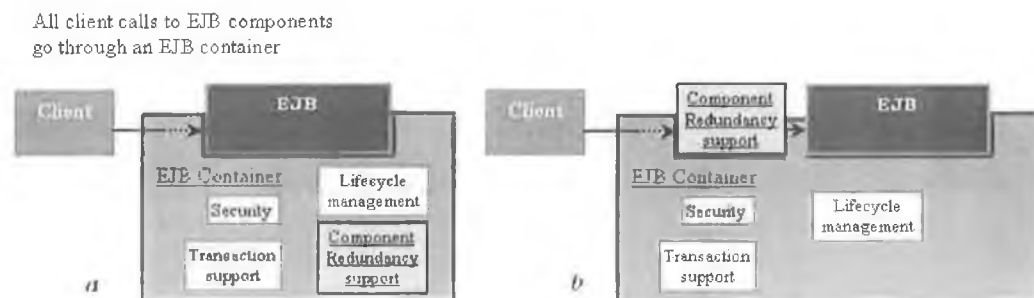 All client calls to EJB components
go through an EJB container
Client
EJB
EJB Container
Security
Transaction
support
Lifecycle
management
Component
Redundancy
support
a
Client
Component
Redundancy
support
EJB
EJB Container
Security
Transaction
support
Lifecycle
management
b